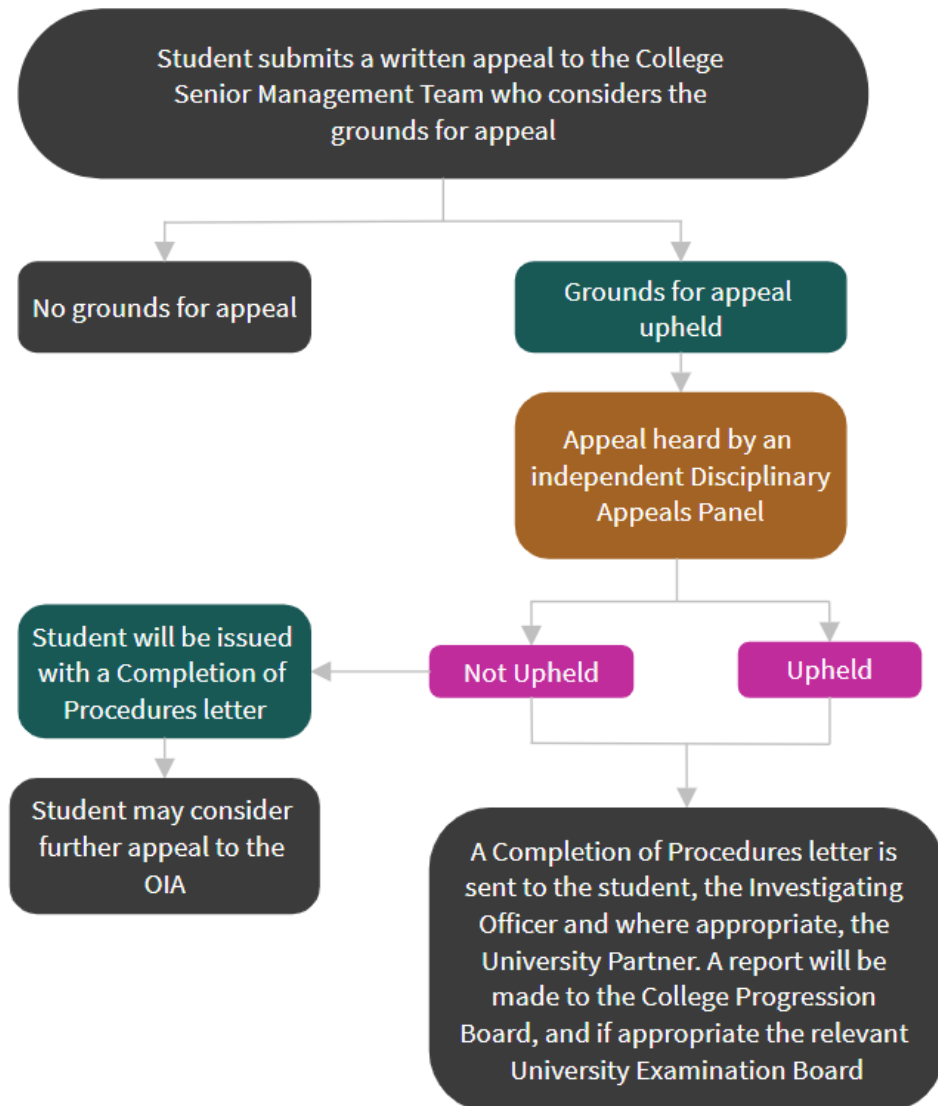 Student submits a written appeal to the College
Senior Management Team who considers the
grounds for appeal
No grounds for appeal
Grounds for appeal
upheld
Appeal heard by an
independent Disciplinary
Appeals Panel
Student will be issued
with a Completion of
Procedures letter
Not Upheld
Upheld
Student may consider
further appeal to the
OIA
A Completion of Procedures letter is
sent to the student, the Investigating
Officer and where appropriate, the
University Partner. A report will be
made to the College Progression
Board, and if appropriate the relevant
University Examination Board